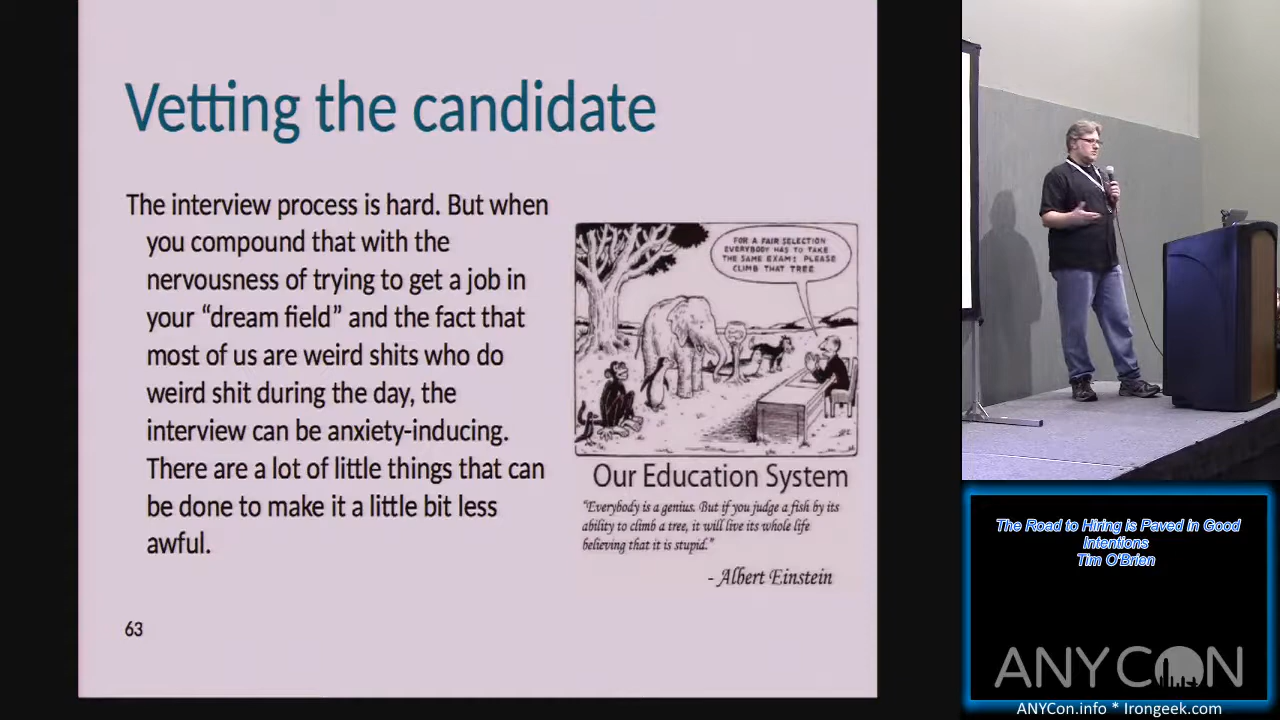 Vetting the candidate
The interview process is hard. But when
you compound that with the
nervousness of trying to get a job in
your “dream field” and the fact that
most of us are weird shits who do
weird shit during the day, the
interview can be anxiety-inducing.
There are a lot of little things that can
be done to make it a little bit less
awful.
FOR A FAIR SELECTION
EVERYBODY HAS TO TAKE
THE SAME EXAM: PLEASE
CLIMB THAT TREE
Our Education System
“Everybody is a genius. But if you judge a fish by its
ability to climb a tree, it will live its whole life
believing that it is stupid.”
- Albert Einstein
63
The Road to Hiring is Paved in Good
Intentions
Tim O'Brien
ANYCON
ANYCon.info * Irongeek.com